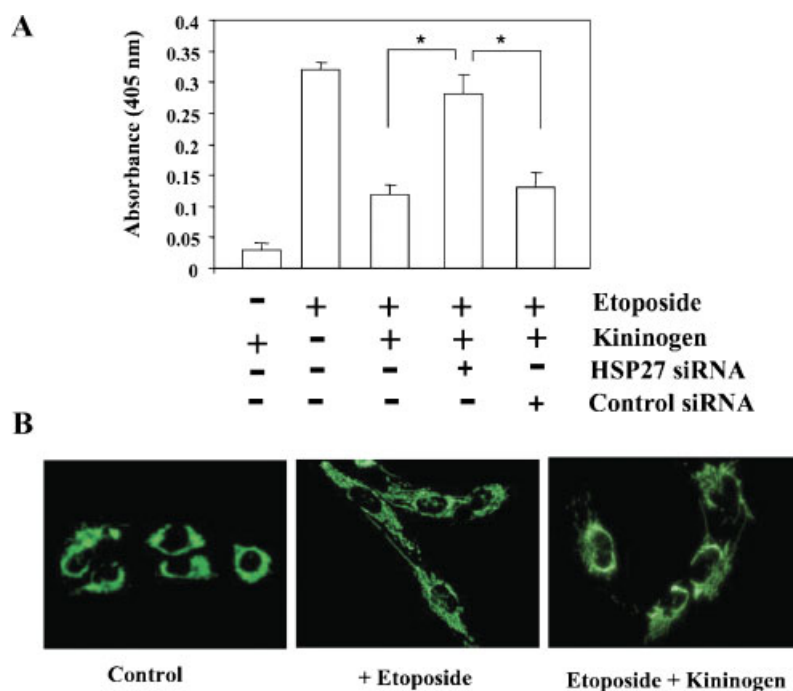 A
Absorbance (405 nm)
0.4
0.35
0.3
0.25
0.2
0.15
0.1
0.05
0
* *
- + + + + Etoposide
+ - + + + Kininogen
- - - + - HSP27 siRNA
- - - - + Control siRNA
B
Control + Etoposide Etoposide + Kininogen